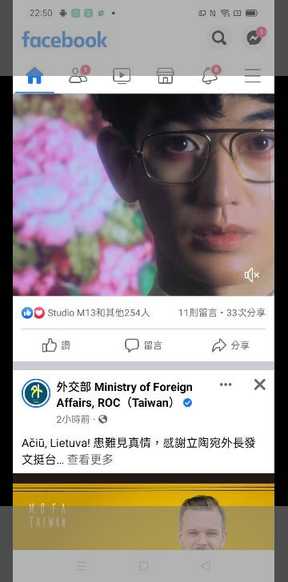 22:50
facebook
Studio M13和其他254人 11則留言・33次分享
讚 留言 分享
外交部 Ministry of Foreign
Affairs, ROC（Taiwan）
2小時前
Ačiū, Lietuva! 患難見真情，感謝立陶宛外長發
文挺台... 查看更多
MOFA
TAIWAN